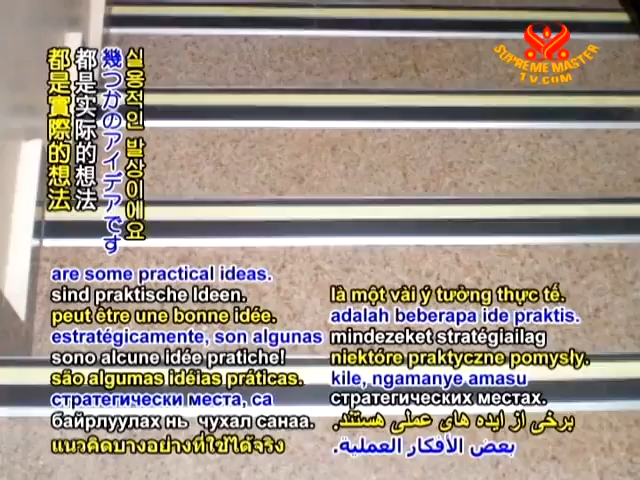 SUPREME MASTER
TV.COM
都是實際的想法
都是实际的想法
幾つかのアイデアです
실용적인 발상이에요
are some practical ideas.
sind praktische Ideen.
peut être une bonne idée.
estratégicamente, son algunas
sono alcune idée pratiche!
são algumas idéias práticas.
стратегически места, са
байрлуулах нь чухал санаа.
แนวคิดบางอย่างที่ใช้ได้จริง
là một vài ý tưởng thực tế.
adalah beberapa ide praktis.
mindezeket stratégiailag
niektóre praktyczne pomysły.
kile, ngamanye amasu
стратегических местах.
برخی از ایده های عملی هستند.
بعض الأفكار العملية.